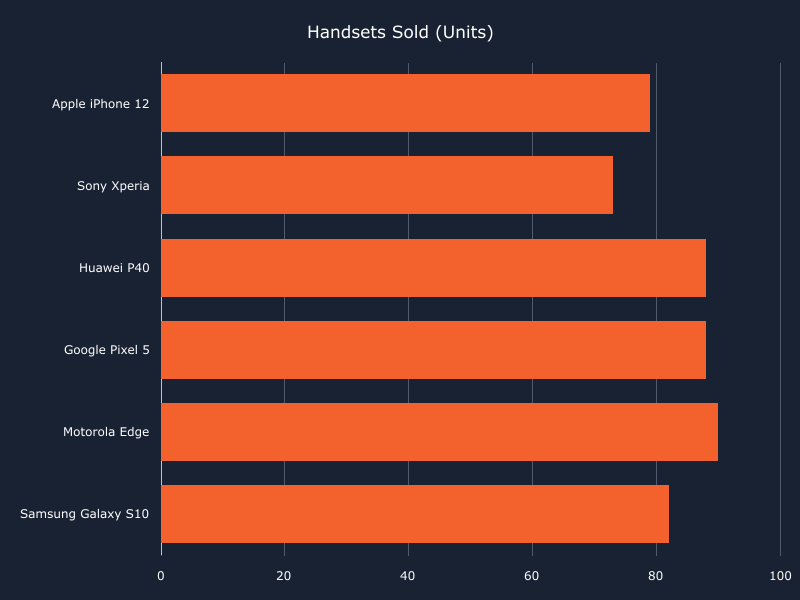 Handsets Sold (Units)
Apple iPhone 12
Sony Xperia
Huawei P40
Google Pixel 5
Motorola Edge
Samsung Galaxy S10
0 20 40 60 80 100